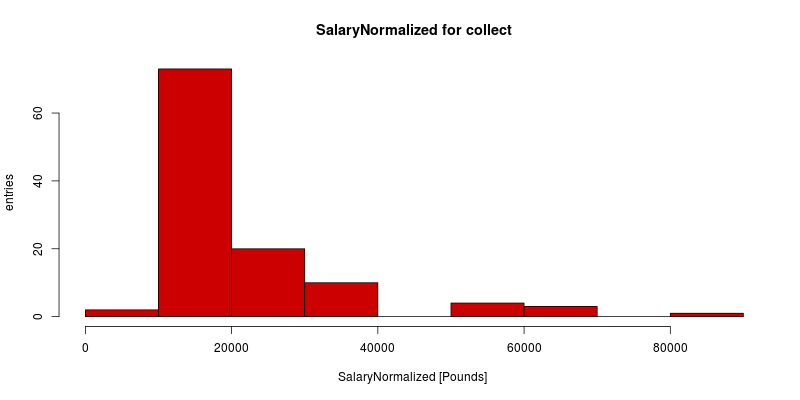 SalaryNormalized for collect
entries
60
40
20
0
0 20000 40000 60000 80000
SalaryNormalized [Pounds]